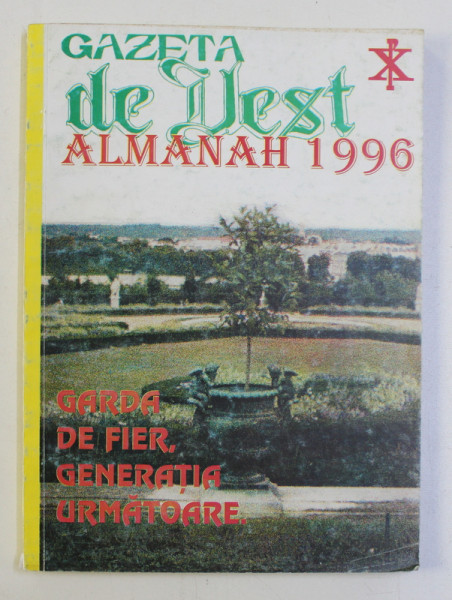 GAZETA
de Vest
ALMANAH 1996
GARDA
DE FIER,
GENERAȚIA
URMĂTOARE.